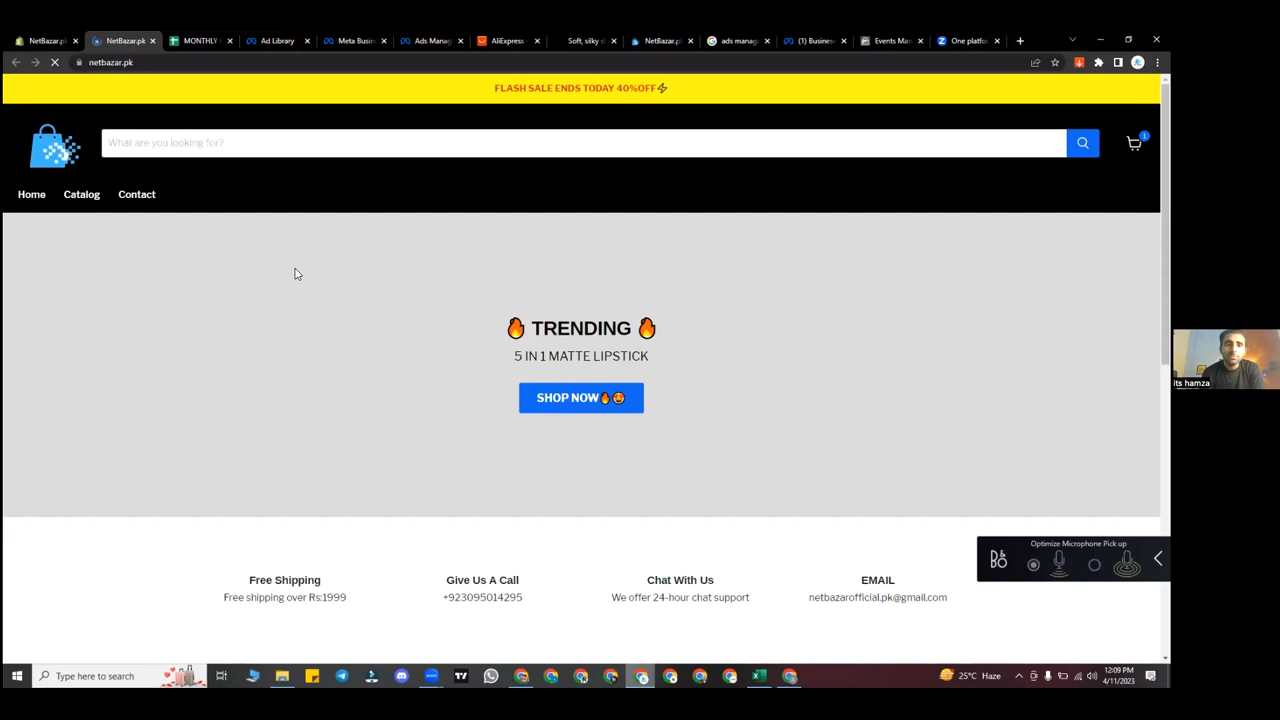 NetBazar.p
NetBazar.pk
MONTHLY
Ad Library
Meta Busin
Ads Manag
AliExpress
Soft, silky s
NetBazar.p
ads manag
(1) Busines
Events Ma
One platfo
netbazar.pk
FLASH SALE ENDS TODAY 40%OFF⚡
What are you looking for?
1
Home
Catalog
Contact
🔥 TRENDING 🔥
5 IN 1 MATTE LIPSTICK
SHOP NOW🔥🤩
its hamza
Optimize Microphone Pick up
B&O
Free Shipping
Give Us A Call
Chat With Us
EMAIL
Free shipping over Rs:1999
+923095014295
We offer 24-hour chat support
netbazarofficial.pk@gmail.com
Type here to search
25°C Haze
12:09 PM
4/11/2023